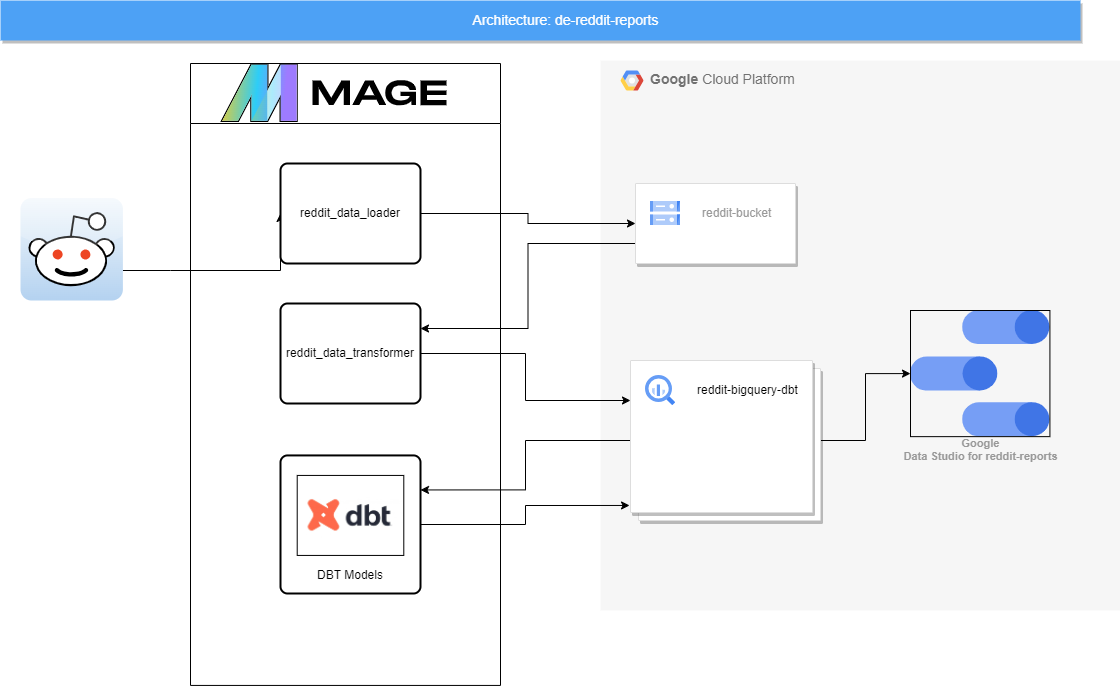 Architecture: de-reddit-reports
MAGE
Google Cloud Platform
reddit_data_loader
reddit-bucket
reddit_data_transformer
reddit-bigquery-dbt
Google
Data Studio for reddit-reports
dbt
DBT Models